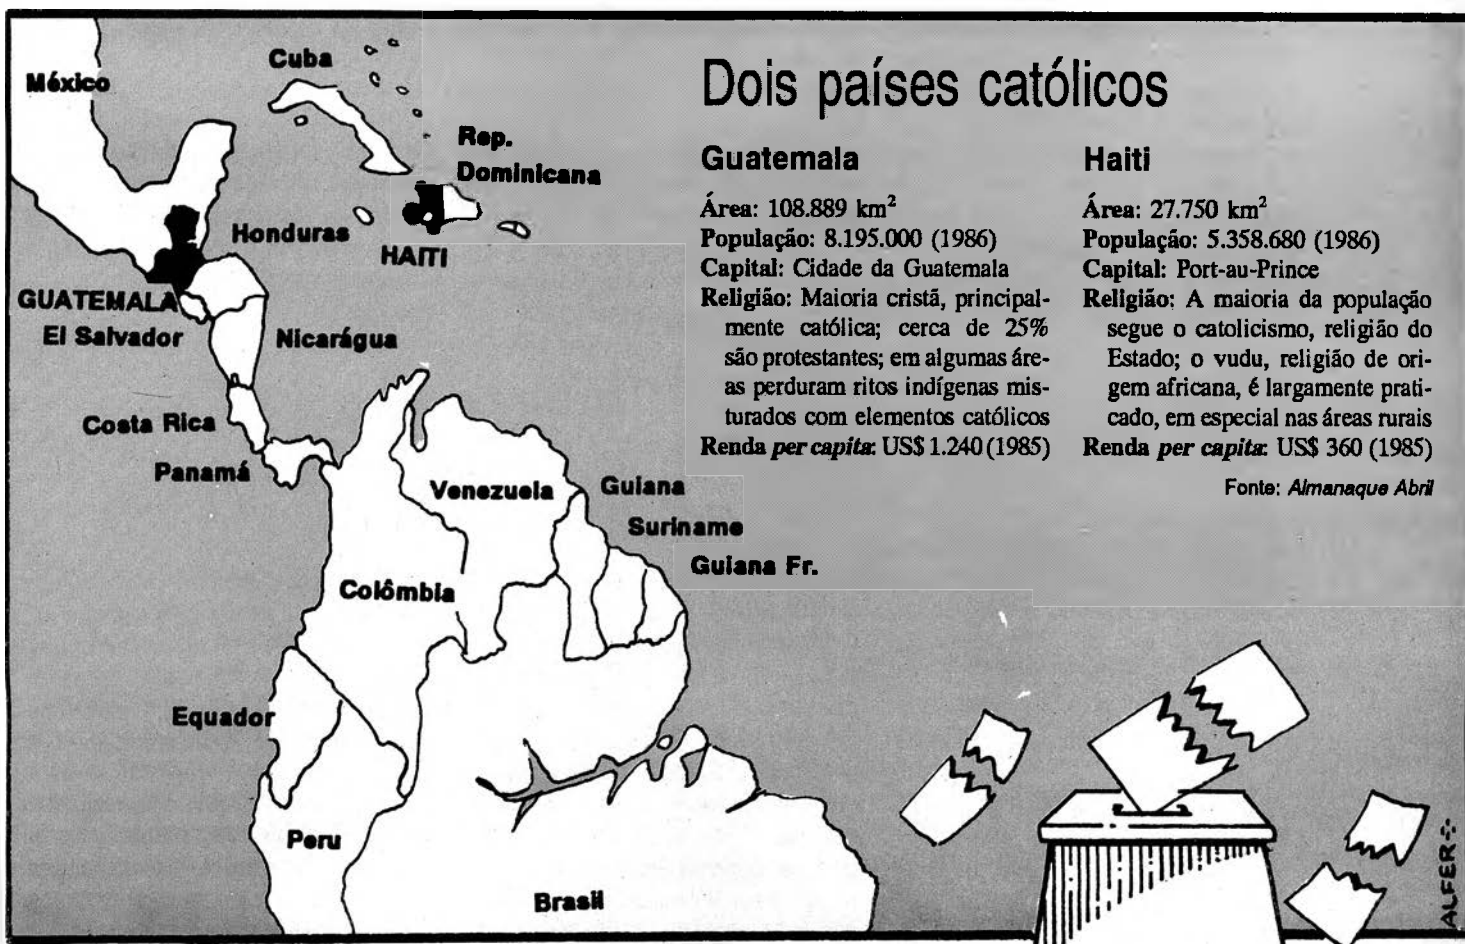 Dois países católicos
Guatemala
Área: 108.889 km²
População: 8.195.000 (1986)
Capital: Cidade da Guatemala
Religião: Maioria cristã, principal-
mente católica; cerca de 25%
são protestantes; em algumas áre-
as perduram ritos indígenas mis-
turados com elementos católicos
Renda per capita: US$ 1.240 (1985)
Haiti
Área: 27.750 km²
População: 5.358.680 (1986)
Capital: Port-au-Prince
Religião: A maioria da população
segue o catolicismo, religião do
Estado; o vudu, religião de ori-
gem africana, é largamente prati-
cado, em especial nas áreas rurais
Renda per capita: US$ 360 (1985)
Fonte: Almanaque Abril
México
Cuba
Rep.
Dominicana
Honduras
HAITI
GUATEMALA
El Salvador
Nicarágua
Costa Rica
Panamá
Venezuela
Guiana
Suriname
Guiana Fr.
Colômbia
Equador
Peru
Brasil
ALFER